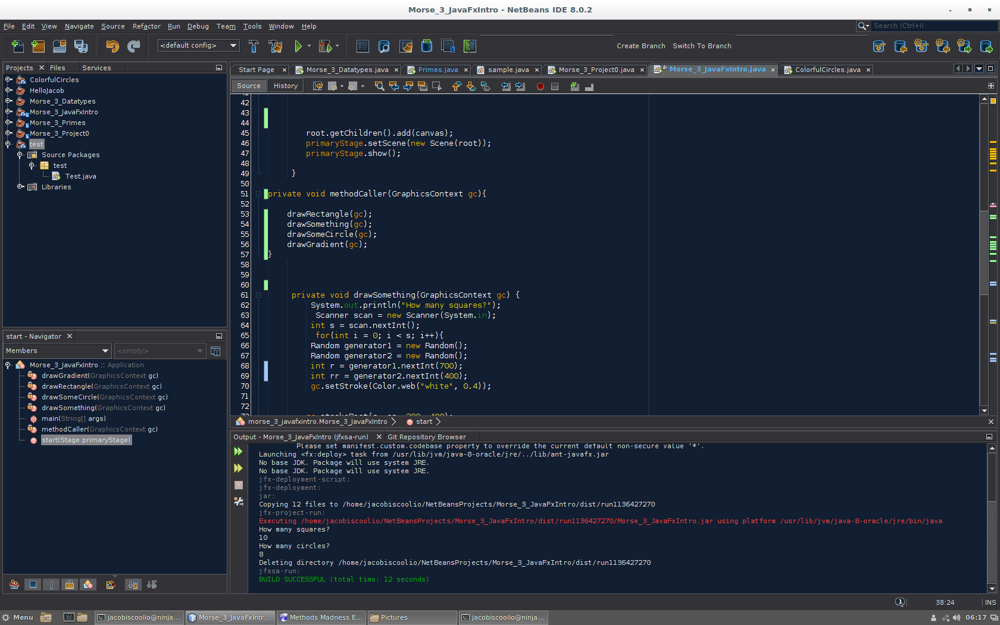 Morse_3_JavaFxIntro - NetBeans IDE 8.0.2
File Edit View Navigate Source Refactor Run Debug Team Tools Window Help
Search (Ctrl+I)
<default config>
Create Branch Switch To Branch
Projects Files Services
ColorfulCircles
HelloJacob
Morse_3_Datatypes
Morse_3_JavaFxIntro
Morse_3_Primes
Morse_3_Project0
test
Source Packages
test
Test.java
Libraries
start - Navigator
Members
<empty>
Morse_3_JavaFxIntro :: Application
drawGradient(GraphicsContext gc)
drawRectangle(GraphicsContext gc)
drawSomeCircle(GraphicsContext gc)
drawSomething(GraphicsContext gc)
main(String[] args)
methodCaller(GraphicsContext gc)
start(Stage primaryStage)
Start Page Morse_3_Datatypes.java Primes.java sample.java Morse_3_Project0.java Morse_3_JavaFxIntro.java ColorfulCircles.java
Source History
42
43
44
45 root.getChildren().add(canvas);
46 primaryStage.setScene(new Scene(root));
47 primaryStage.show();
48
49 }
50
51 private void methodCaller(GraphicsContext gc){
52
53 drawRectangle(gc);
54 drawSomething(gc);
55 drawSomeCircle(gc);
56 drawGradient(gc);
57 }
58
59
60
61 private void drawSomething(GraphicsContext gc) {
62 System.out.println("How many squares?");
63 Scanner scan = new Scanner(System.in);
64 int s = scan.nextInt();
65 for(int i = 0; i < s; i++){
66 Random generator1 = new Random();
67 Random generator2 = new Random();
68 int r = generator1.nextInt(700);
69 int rr = generator2.nextInt(400);
70 gc.setStroke(Color.web("white", 0.4));
71
72
morse_3_javafxintro.Morse_3_JavaFxIntro start
Output - Morse_3_JavaFxIntro (jfxsa-run) Git Repository Browser
Please set manifest.custom.codebase property to override the current default non-secure value '*'.
Launching <fx:deploy> task from /usr/lib/jvm/java-8-oracle/jre/../lib/ant-javafx.jar
No base JDK. Package will use system JRE.
No base JDK. Package will use system JRE.
jfx-deployment-script:
jfx-deployment:
jar:
Copying 12 files to /home/jacobiscoolio/NetBeansProjects/Morse_3_JavaFxIntro/dist/run1136427270
jfx-project-run:
Executing /home/jacobiscoolio/NetBeansProjects/Morse_3_JavaFxIntro/dist/run1136427270/Morse_3_JavaFxIntro.jar using platform /usr/lib/jvm/java-8-oracle/jre/bin/java
How many squares?
10
How many circles?
8
Deleting directory /home/jacobiscoolio/NetBeansProjects/Morse_3_JavaFxIntro/dist/run1136427270
jfxsa-run:
BUILD SUCCESSFUL (total time: 12 seconds)
1 38:24 INS
Menu jacobiscoolio@ninja... Morse_3_JavaFxIntr... Methods Madness E... Pictures jacobiscoolio@ninja... 06:17